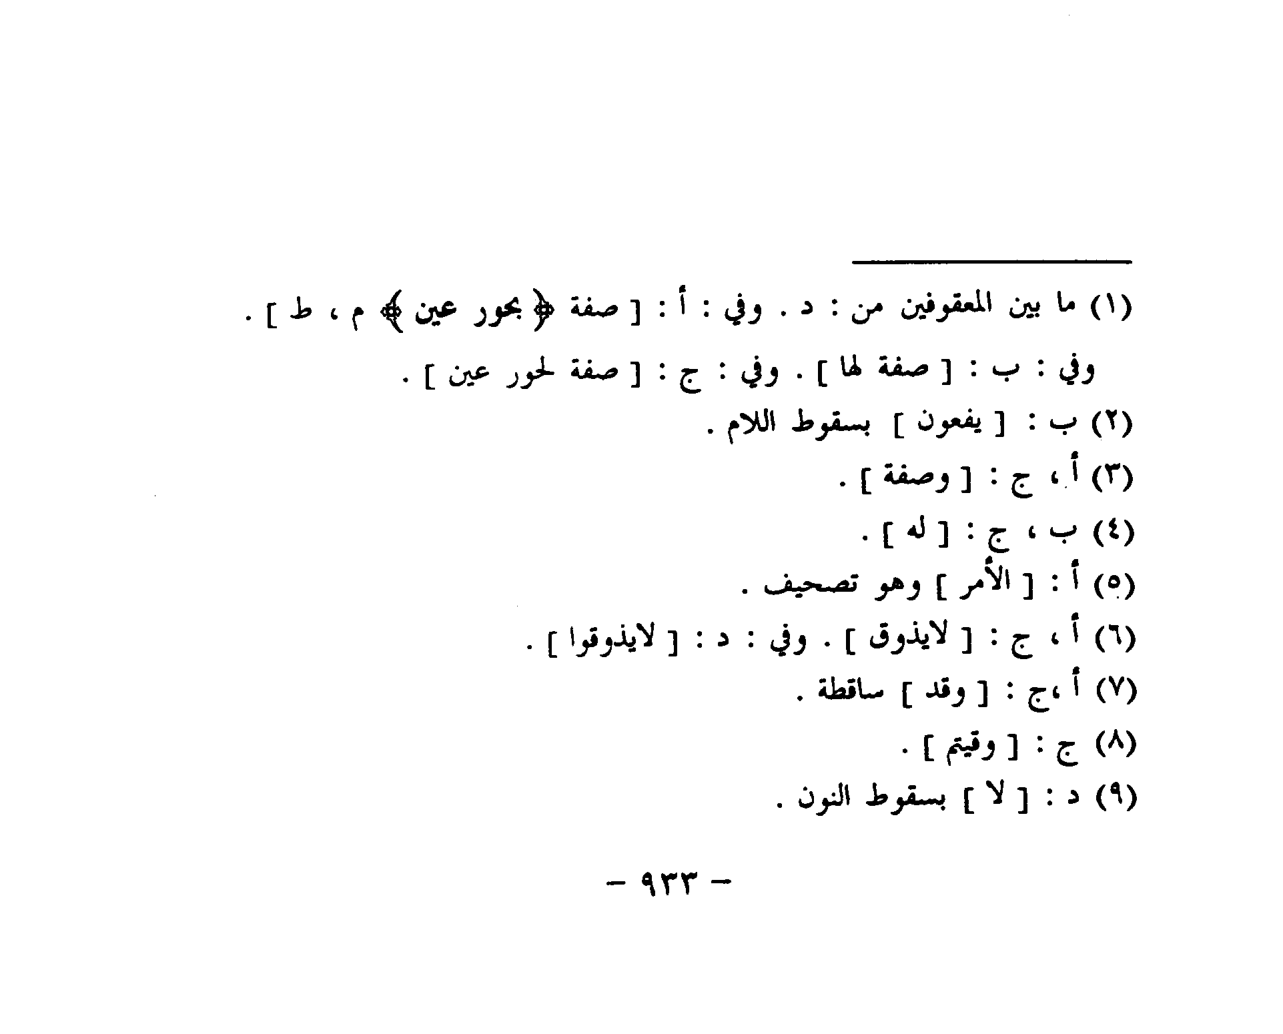 (١) ما بين المعقوفين من : د . وفي : أ : [ صفة ﴿ بحور عين ﴾ م ، ط ] .
وفي : ب : [ صفة لها ] . وفي : ج : [ صفة لحور عين ] .
(٢) ب : [ يفعون ] بسقوط اللام .
(٣) أ ، ج : [ وصفة ] .
(٤) ب ، ج : [ له ] .
(٥) أ : [ الأمر ] وهو تصحيف .
(٦) أ ، ج : [ لايذوق ] . وفي : د : [ لايذوقوا ] .
(٧) أ ،ج : [ وقد ] ساقطة .
(٨) ج : [ وقيتم ] .
(٩) د : [ لا ] بسقوط النون .
– ٩٣٣ –